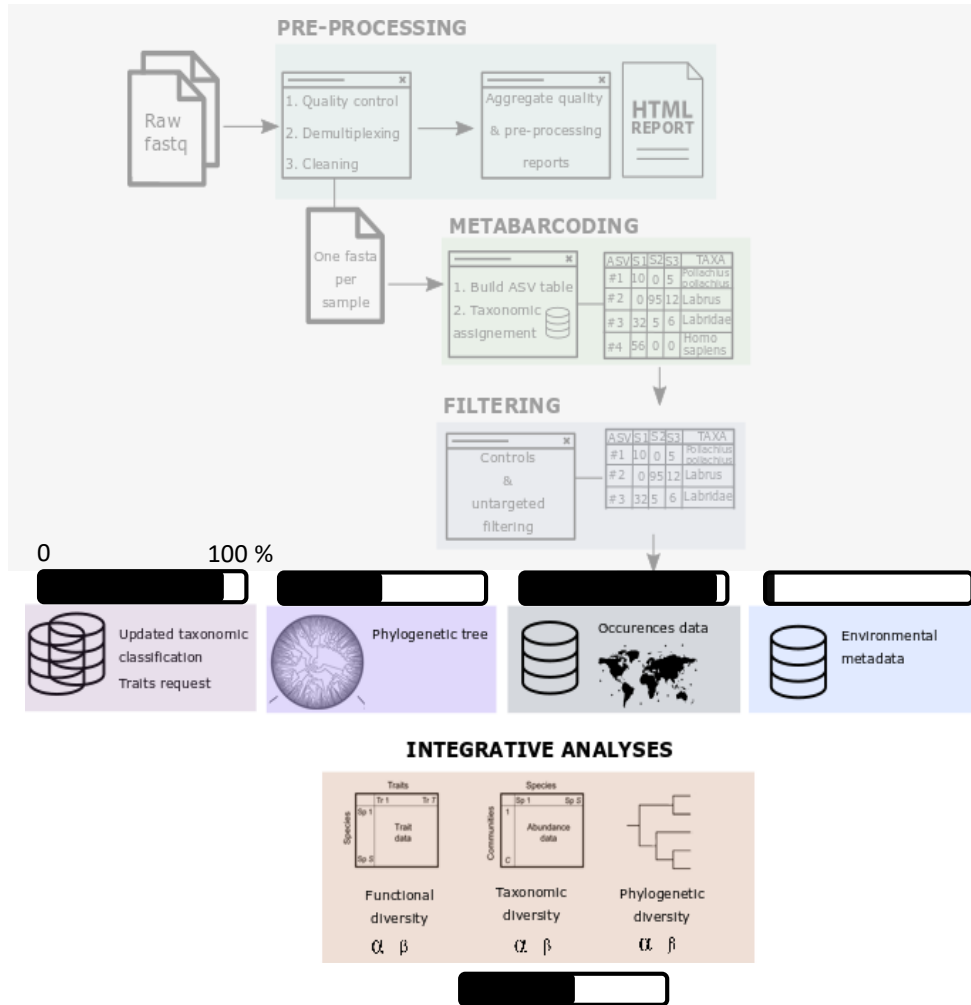 PRE-PROCESSING
Raw
fastq
1. Quality control
2. Demultiplexing
3. Cleaning
Aggregate quality
& pre-processing
reports
HTML
REPORT
One fasta
per
sample
METABARCODING
1. Build ASV table
2. Taxonomic
assignement
ASV S1 S2 S3 TAXA
#1 10 0 5 Pollachius pollachius
#2 0 95 12 Labrus
#3 32 5 6 Labridae
#4 56 0 0 Homo sapiens
FILTERING
Controls
&
untargeted
filtering
ASV S1 S2 S3 TAXA
#1 10 0 5 Pollachius pollachius
#2 0 95 12 Labrus
#3 32 5 6 Labridae
0 100 %
Updated taxonomic
classification
Traits request
Phylogenetic tree
Occurences data
Environmental
metadata
INTEGRATIVE ANALYSES
Traits
Tr 1 Tr T
Species
Sp 1
Trait
data
Sp S
Functional
diversity
α β
Species
Sp 1 Sp S
Communities
1
Abundance
data
C
Taxonomic
diversity
α β
Phylogenetic
diversity
α β